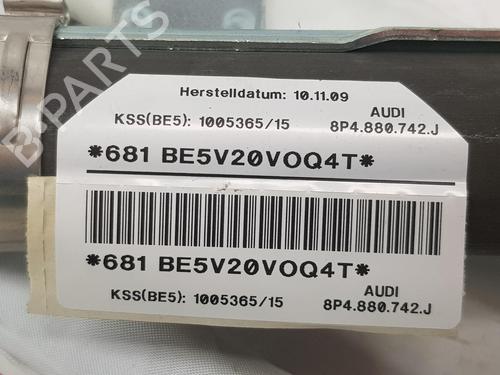 B-PARTS
Herstelldatum: 10.11.09
KSS(BE5): 1005365/15
AUDI
8P4.880.742.J
*681 BE5V20VOQ4T*
*681 BE5V20VOQ4T*
KSS(BE5): 1005365/15
AUDI
8P4.880.742.J